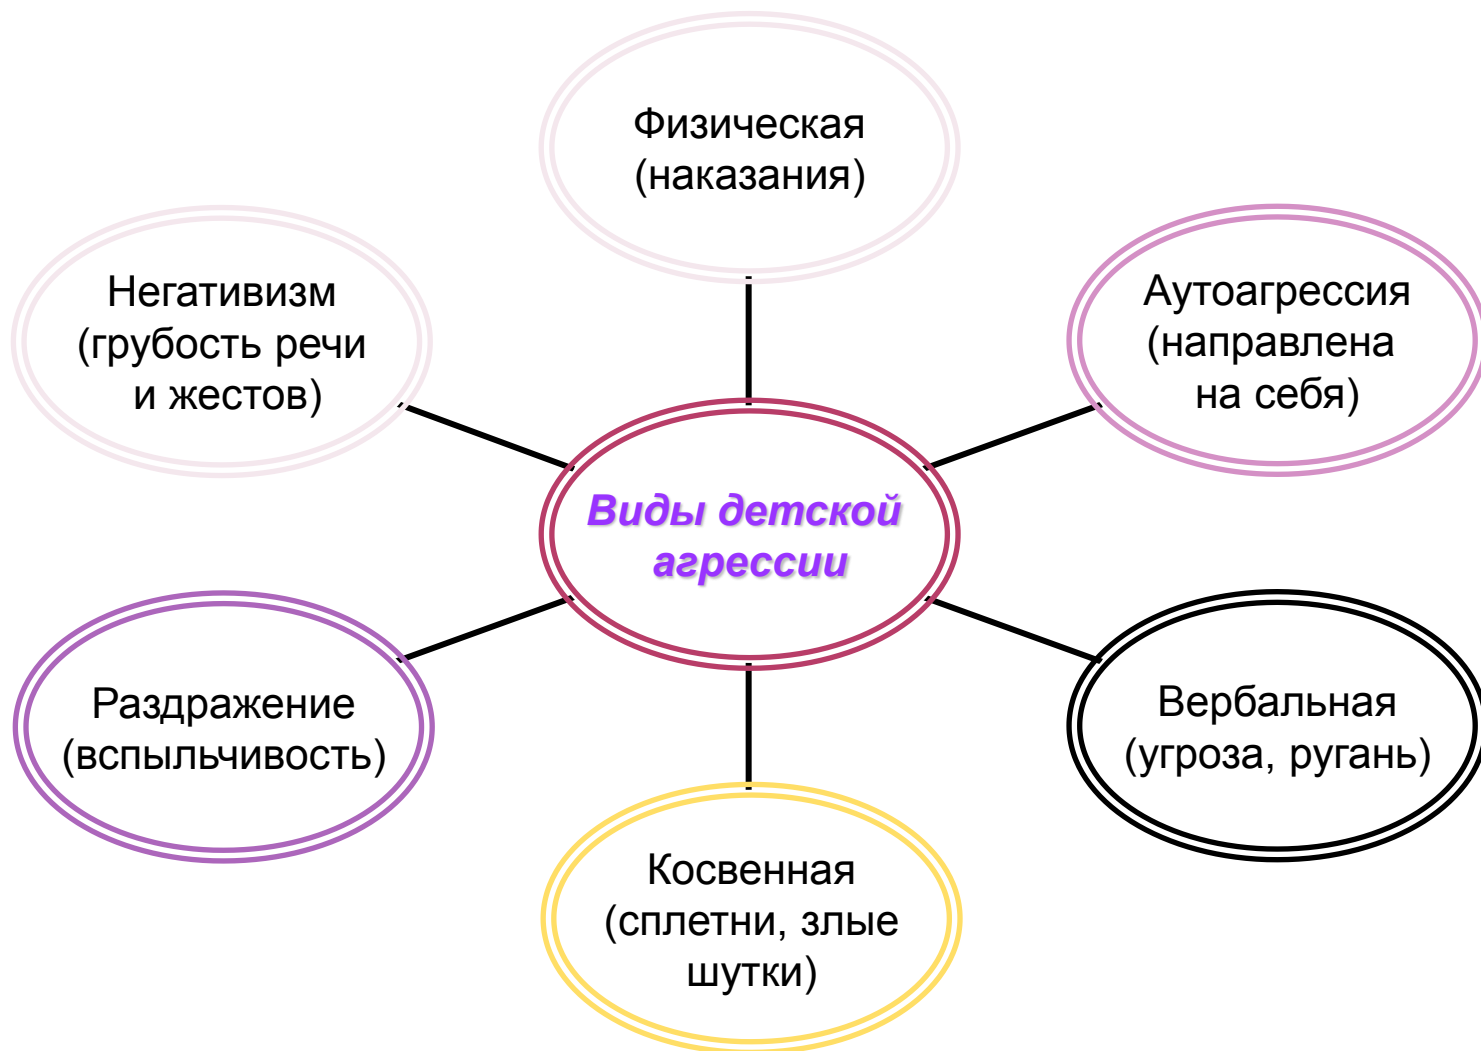 Физическая
(наказания)
Негативизм
(грубость речи
и жестов)
Аутоагрессия
(направлена
на себя)
Виды детской
агрессии
Раздражение
(вспыльчивость)
Вербальная
(угроза, ругань)
Косвенная
(сплетни, злые
шутки)